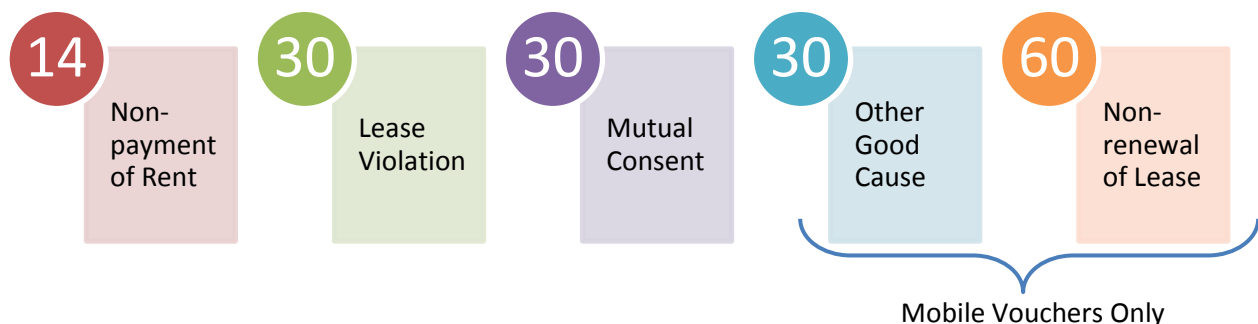 14
Non-
payment
of Rent
30
Lease
Violation
30
Mutual
Consent
30
Other
Good
Cause
60
Non-
renewal
of Lease
Mobile Vouchers Only